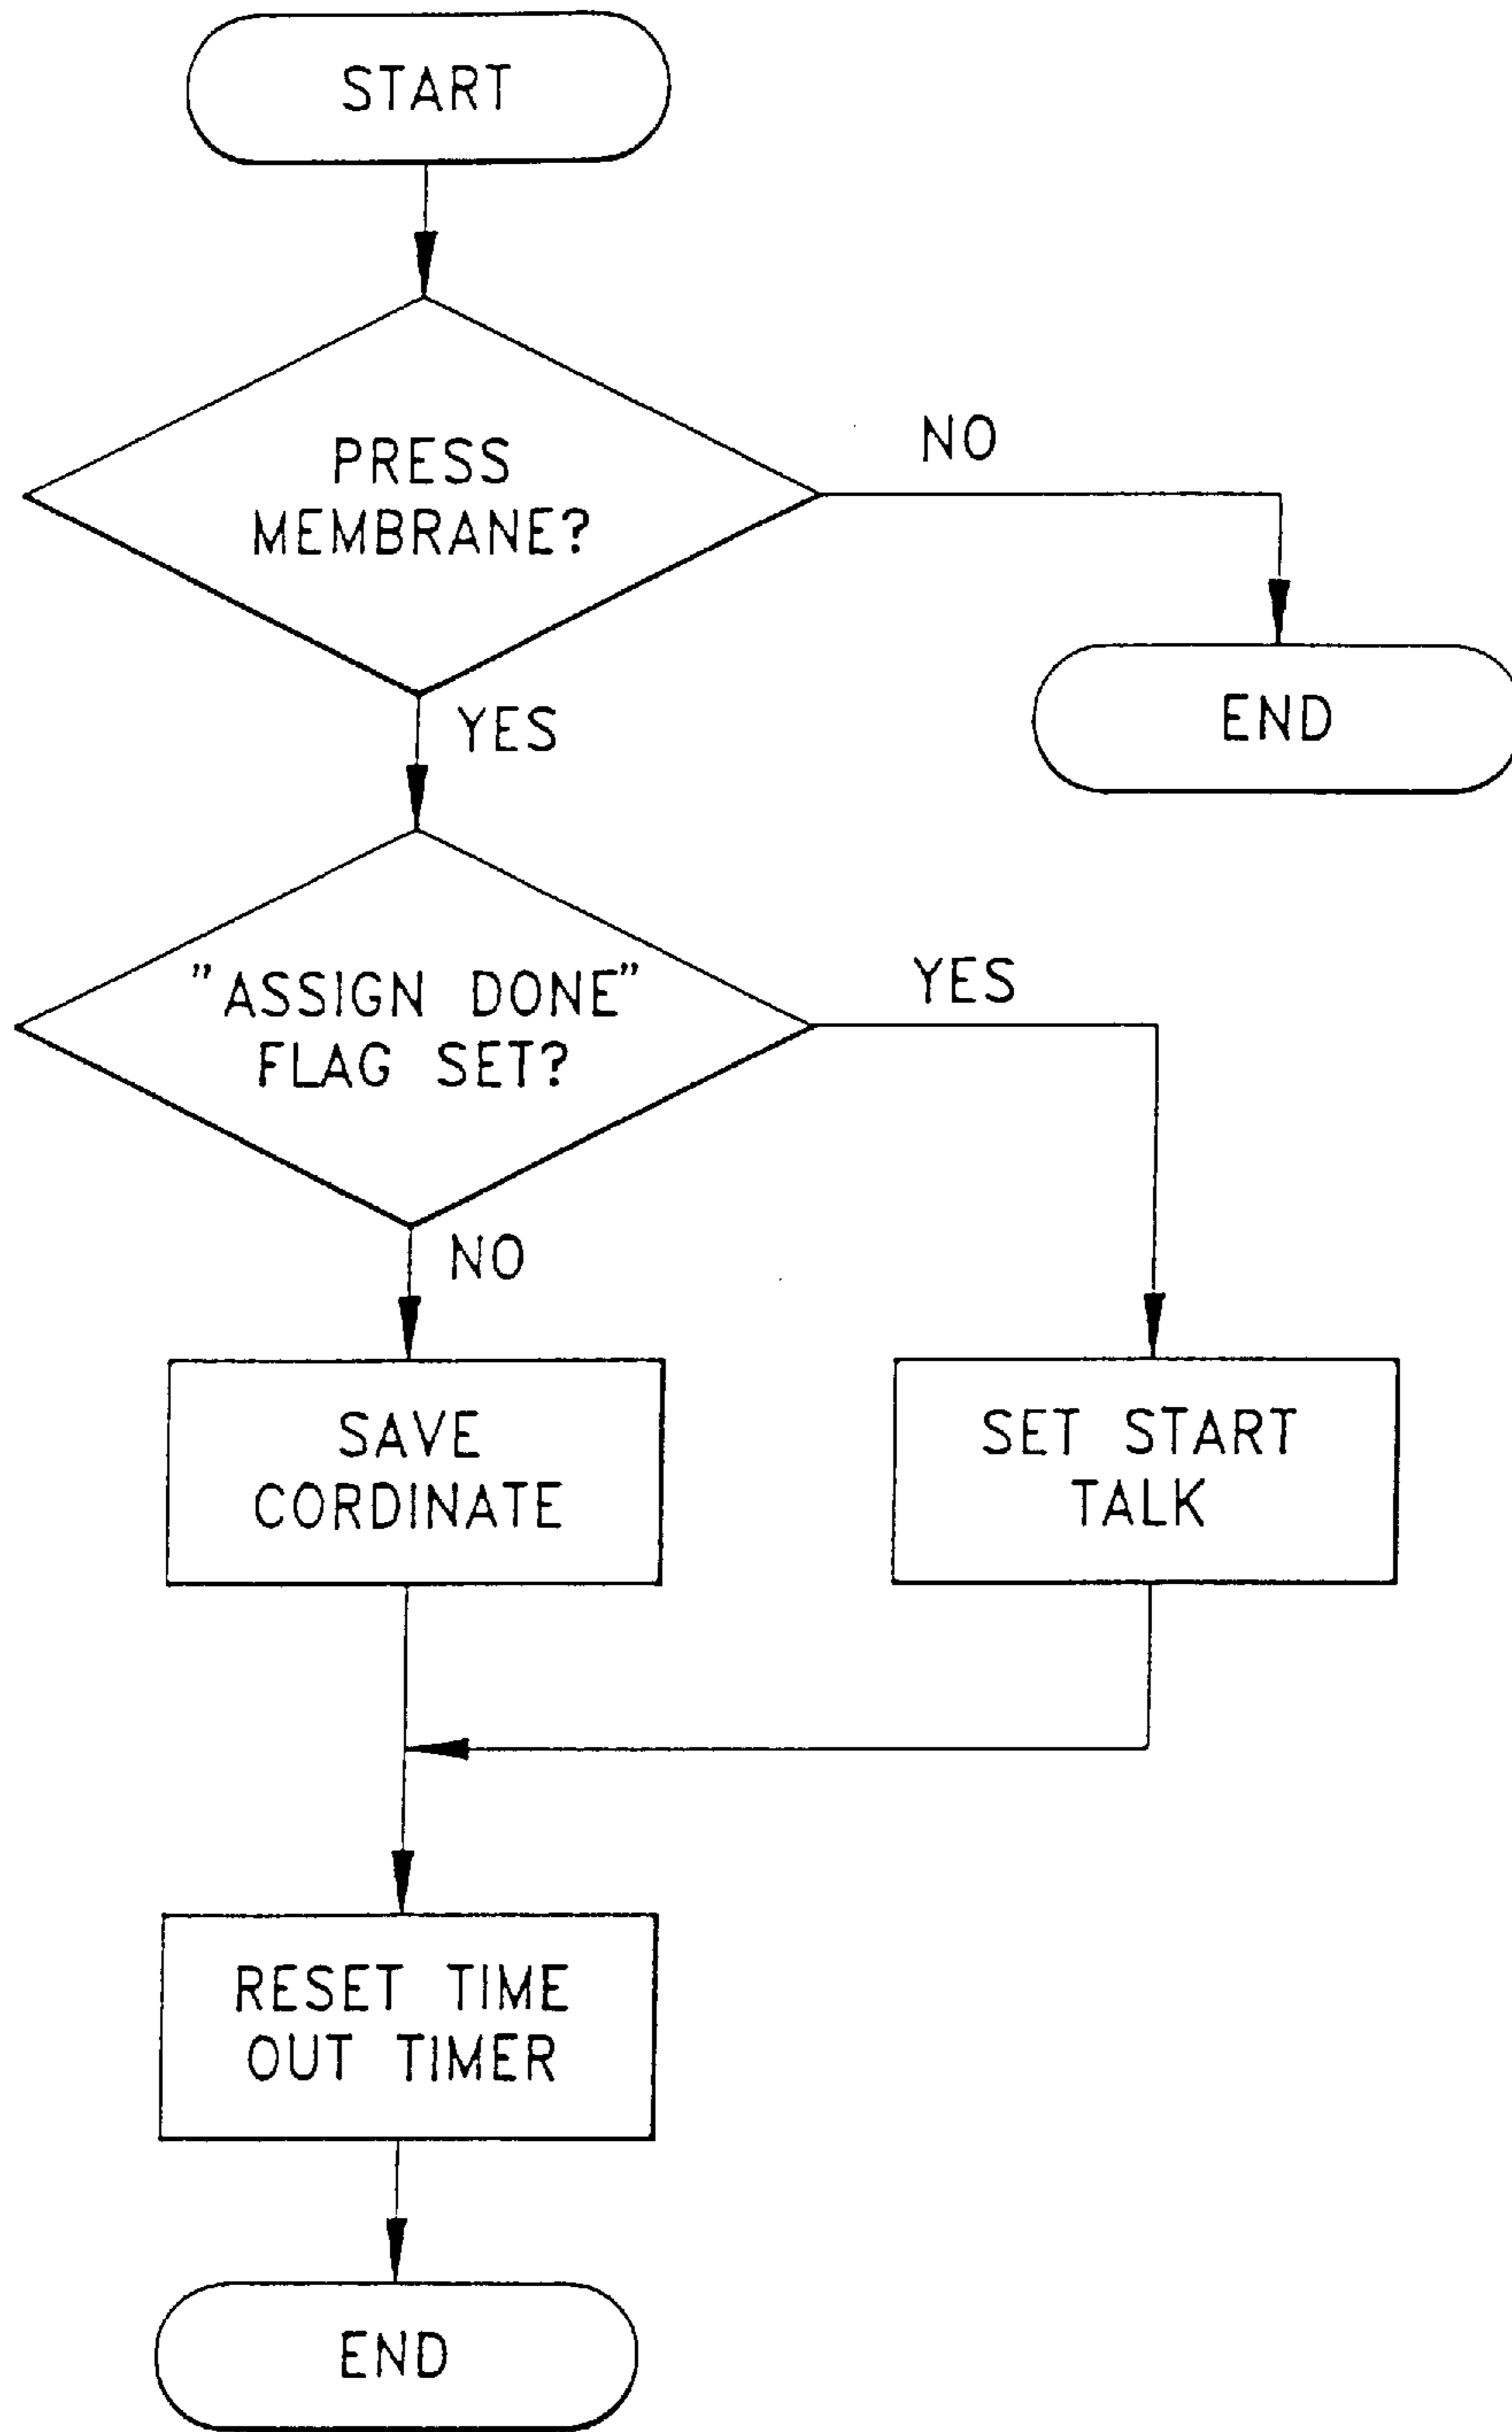 START
PRESS
MEMBRANE?
NO
END
YES
"ASSIGN DONE"
FLAG SET?
YES
NO
SAVE
CORDINATE
SET START
TALK
RESET TIME
OUT TIMER
END